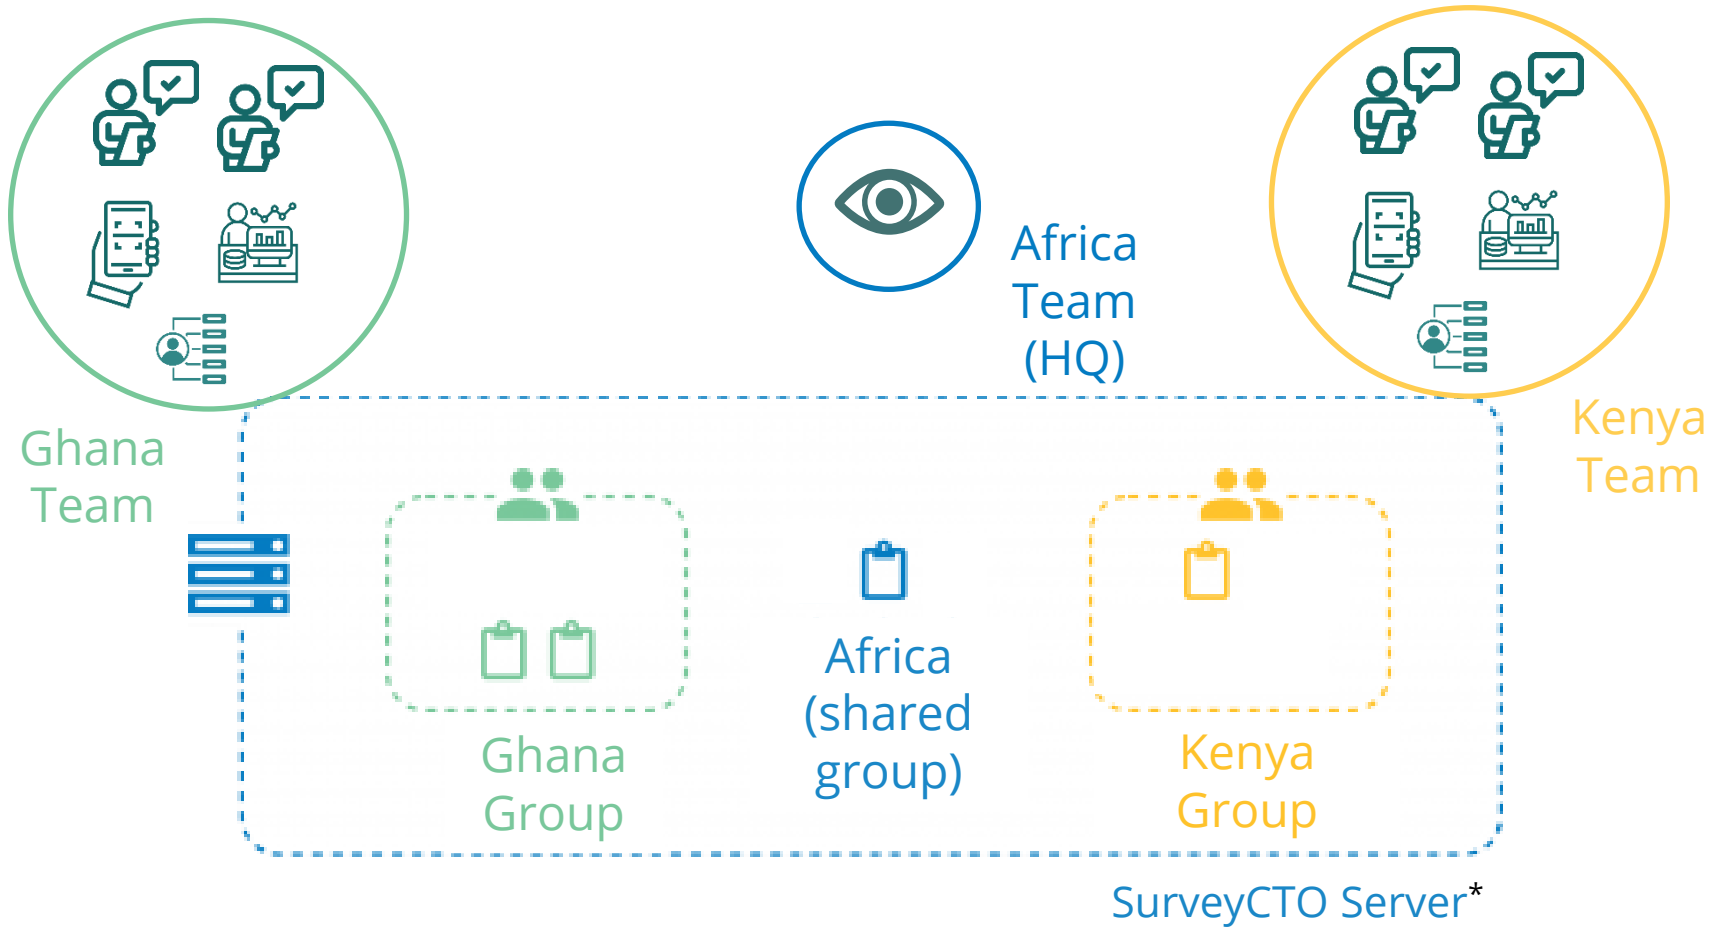 Africa
Team
(HQ)
Ghana
Team
Kenya
Team
Africa
(shared
group)
Ghana
Group
Kenya
Group
SurveyCTO Server*